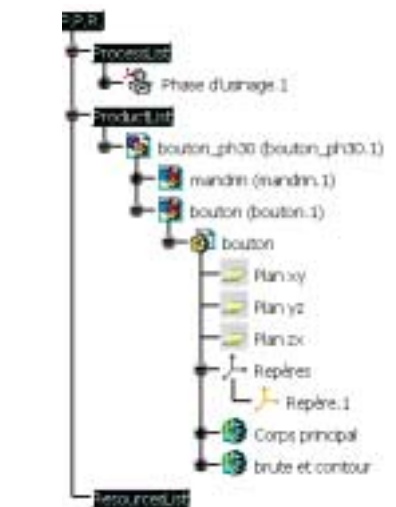 P.P.R.
ProcessList
Phase d'usinage.1
ProductList
bouton_ph30 (bouton_ph30.1)
mandrin (mandrin.1)
bouton (bouton.1)
bouton
Plan xy
Plan yz
Plan zx
Repères
Repère.1
Corps principal
brute et contour
ResourcesList